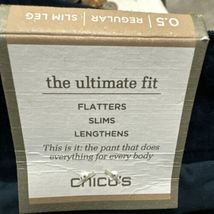 0.5 | REGULAR | SLIM LEG
the ultimate fit
FLATTERS
SLIMS
LENGTHENS
This is it: the pant that does
everything for every body
CHICO'S